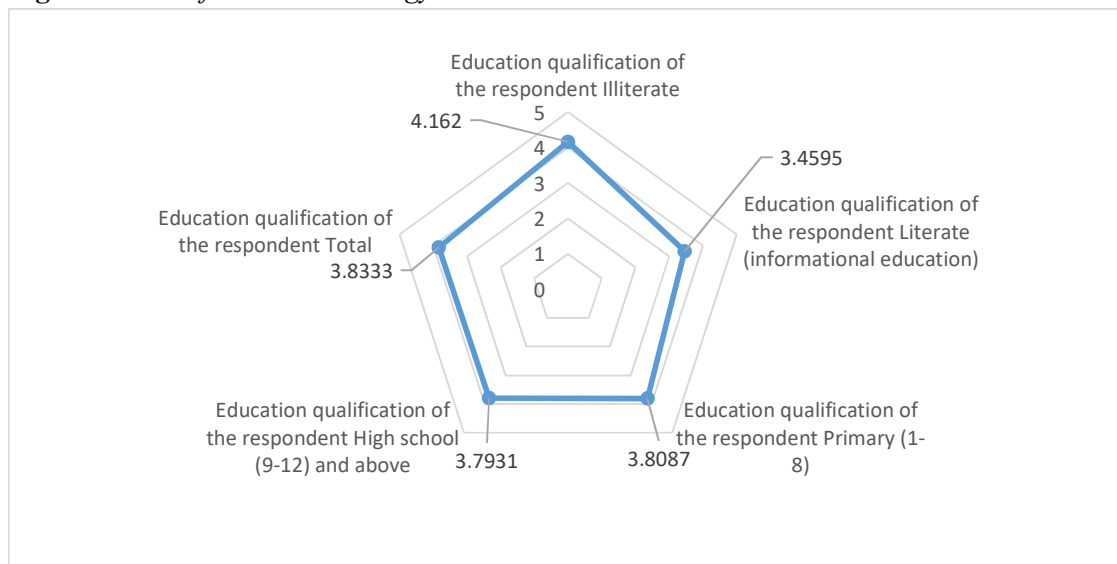 Education qualification of
the respondent Illiterate
4.162
5
4
3
2
1
0
3.4595
Education qualification of
the respondent Literate
(informational education)
Education qualification of
the respondent Total
3.8333
Education qualification of
the respondent High school
(9-12) and above
3.7931
Education qualification of
the respondent Primary (1-
8)
3.8087